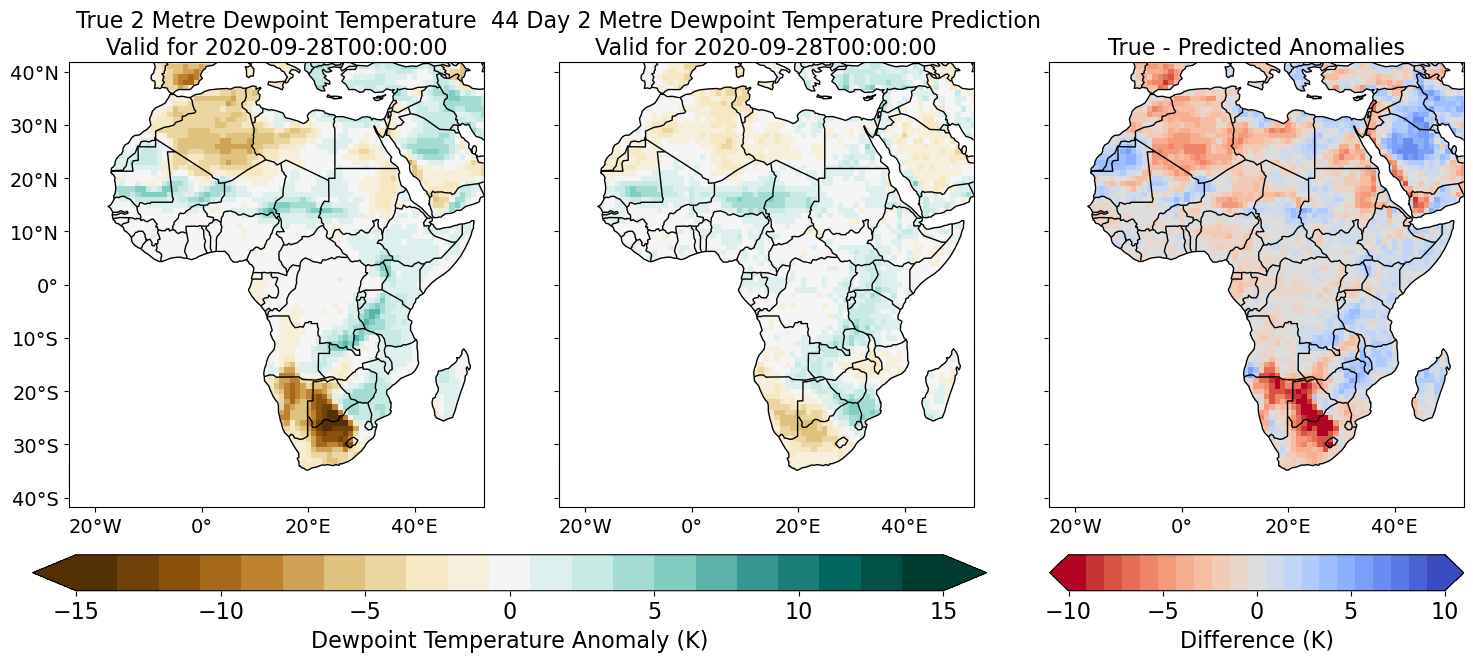 True 2 Metre Dewpoint Temperature
Valid for 2020-09-28T00:00:00
44 Day 2 Metre Dewpoint Temperature Prediction
Valid for 2020-09-28T00:00:00
True - Predicted Anomalies
40°N
30°N
20°N
10°N
0°
10°S
20°S
30°S
40°S
20°W 0° 20°E 40°E
20°W 0° 20°E 40°E
20°W 0° 20°E 40°E
−15 −10 −5 0 5 10 15
Dewpoint Temperature Anomaly (K)
−10 −5 0 5 10
Difference (K)